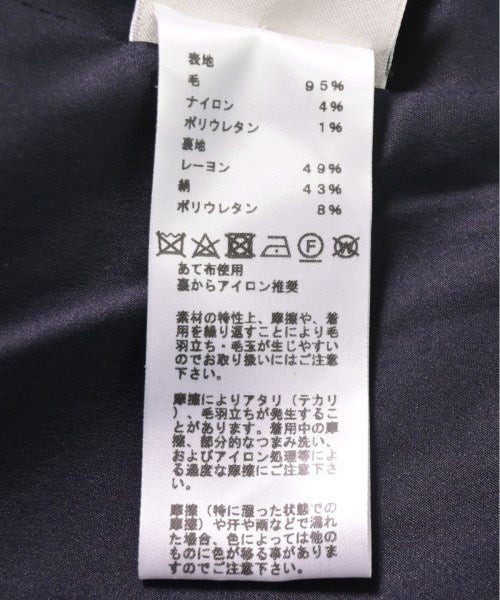 表地
毛 95%
ナイロン 4%
ポリウレタン 1%
裏地
レーヨン 49%
絹 43%
ポリウレタン 8%
F W
あて布使用
裏からアイロン推奨
素材の特性上、摩擦や、着
用を繰り返すことにより毛
羽立ち・毛玉が生じやすい
のでお取り扱いにはご注意
下さい。
摩擦によりアタリ（テカリ
）、毛羽立ちが発生するこ
とがあります。着用中の摩
擦、部分的なつまみ洗い、
およびアイロン処理等によ
る過度な摩擦にご注意下さ
い。
摩擦（特に湿った状態での
摩擦）や汗や雨などで濡れ
た場合、色によっては他の
ものに色が移る事がありま
す。